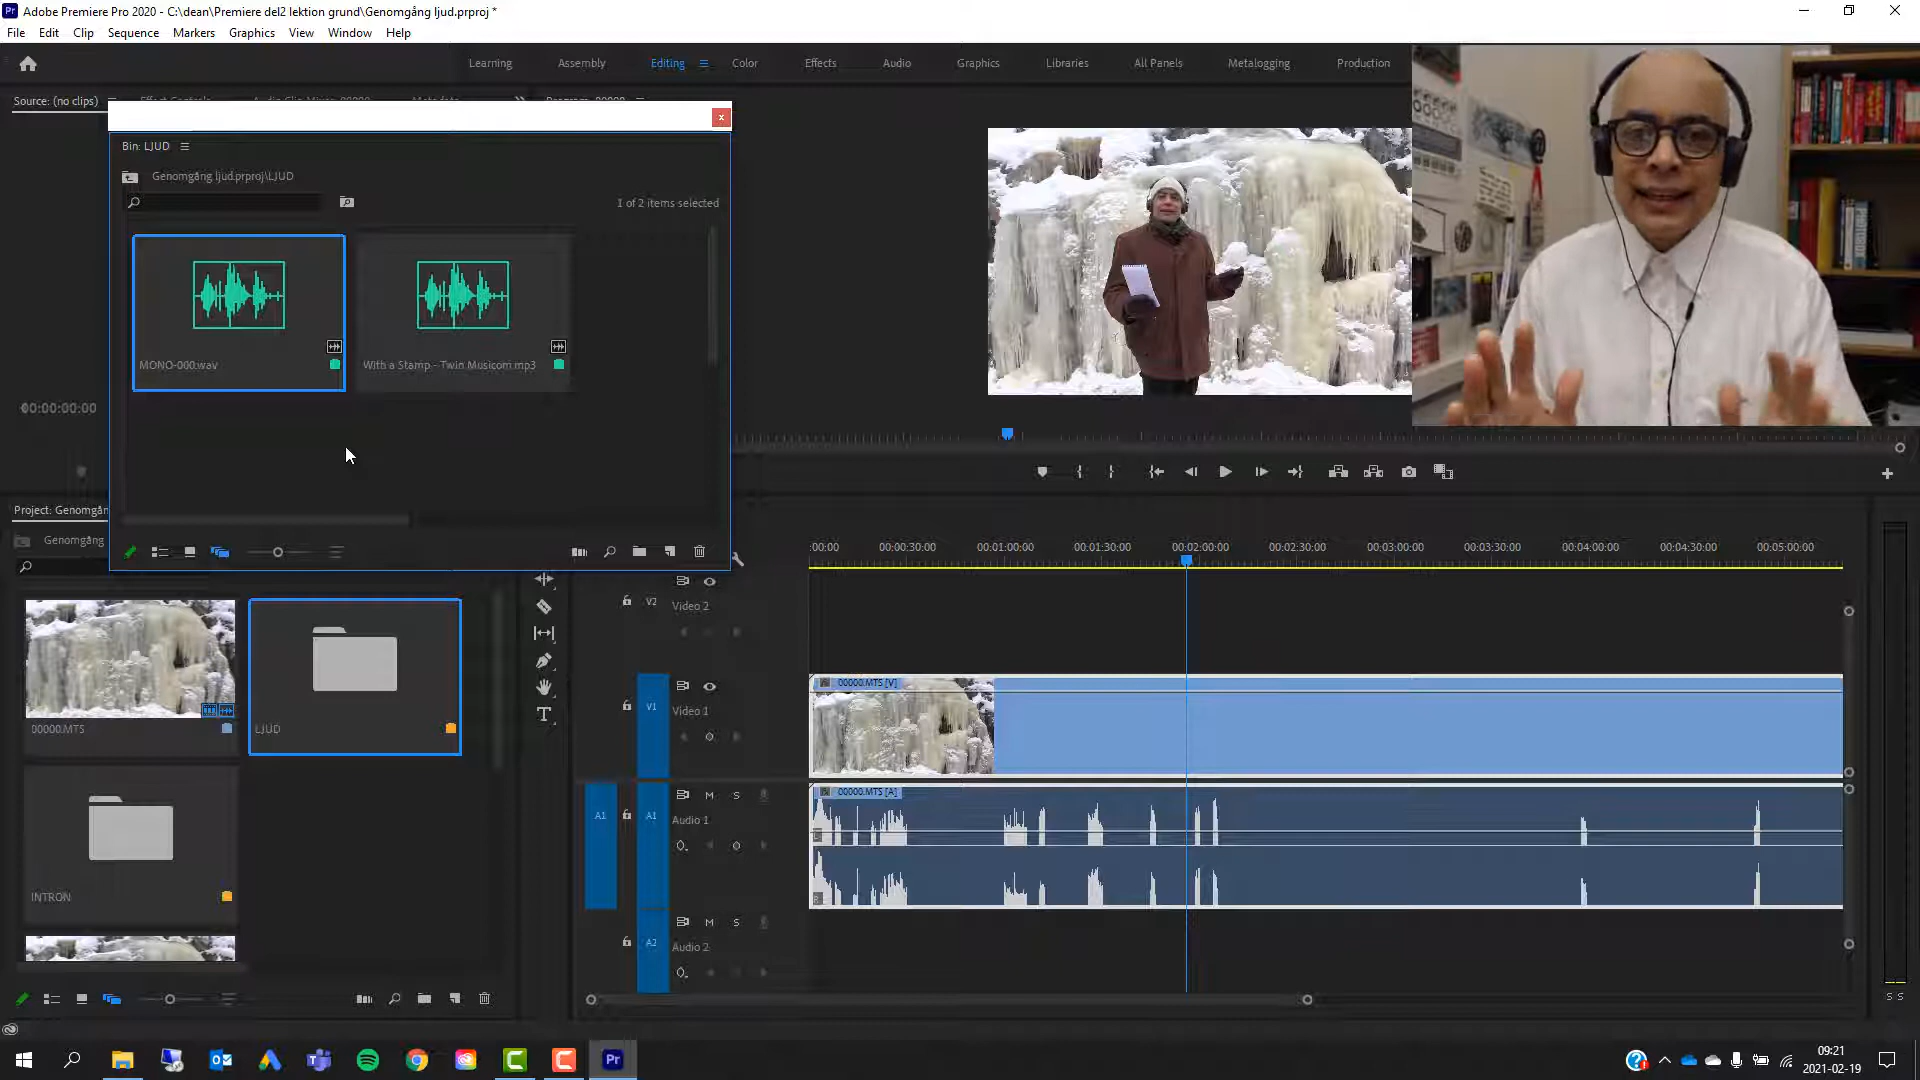 Adobe Premiere Pro 2020 - C:\dean\Premiere del2 lektion grund\Genomgång ljud.prproj *
File Edit Clip Sequence Markers Graphics View Window Help
Learning Assembly Editing Color Effects Audio Graphics Libraries All Panels Metalogging Production
Source: (no clips) Effect Controls Audio Clip Mixer: 00000 Metadata Program: 00000
Bin: LJUD
Genomgång ljud.prproj\LJUD
1 of 2 items selected
MONO-000.wav
With a Stamp - Twin Musicom.mp3
00:00:00:00
Project: Genomgång
Genomgång
:00:00 00:00:30:00 00:01:00:00 00:01:30:00 00:02:00:00 00:02:30:00 00:03:00:00 00:03:30:00 00:04:00:00 00:04:30:00 00:05:00:00
V2 Video 2
00000.MTS
LJUD
INTRON
V1 Video 1
00000.MTS [V]
A1 A1 Audio 1 M S
00000.MTS [A]
A2 Audio 2 M S
S S
09:21
2021-02-19